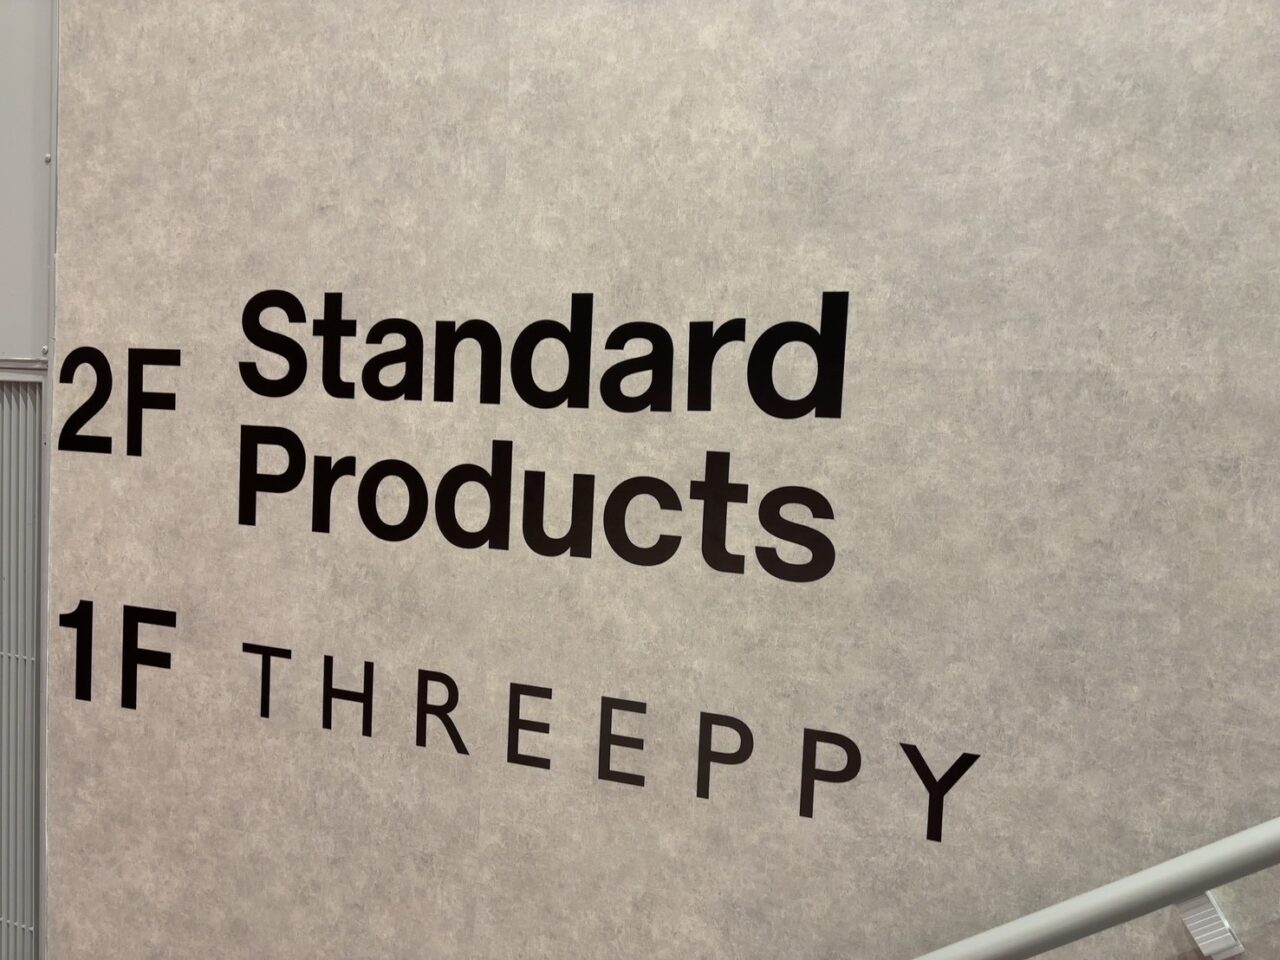 2F Standard
Products
1F THREEPPY